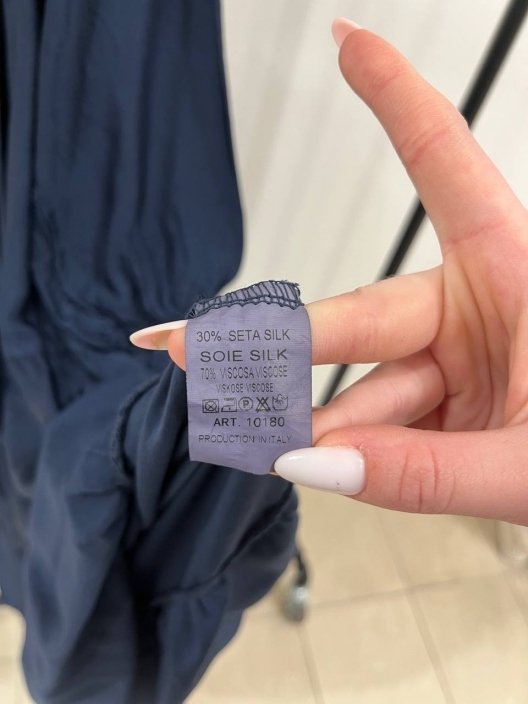 30% SETA SILK
SOIE SILK
70% VISCOSA VISCOSE
VISKOSE VISCOSE
P
ART. 10180
PRODUCTION IN ITALY